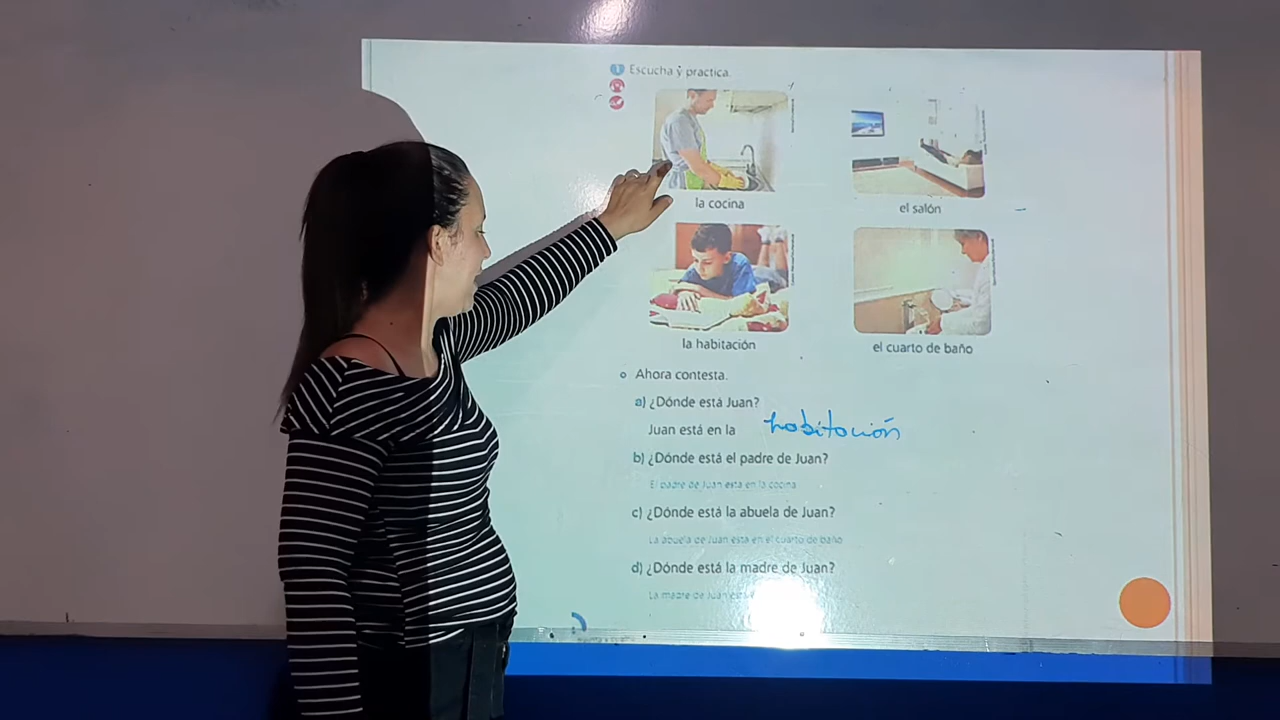 1 Escucha y practica.
la cocina
el salón
la habitación
el cuarto de baño
Ahora contesta.
a) ¿Dónde está Juan?
Juan está en la habitación
b) ¿Dónde está el padre de Juan?
El padre de Juan está en la cocina
c) ¿Dónde está la abuela de Juan?
La abuela de Juan está en el cuarto de baño
d) ¿Dónde está la madre de Juan?
La madre de Juan está